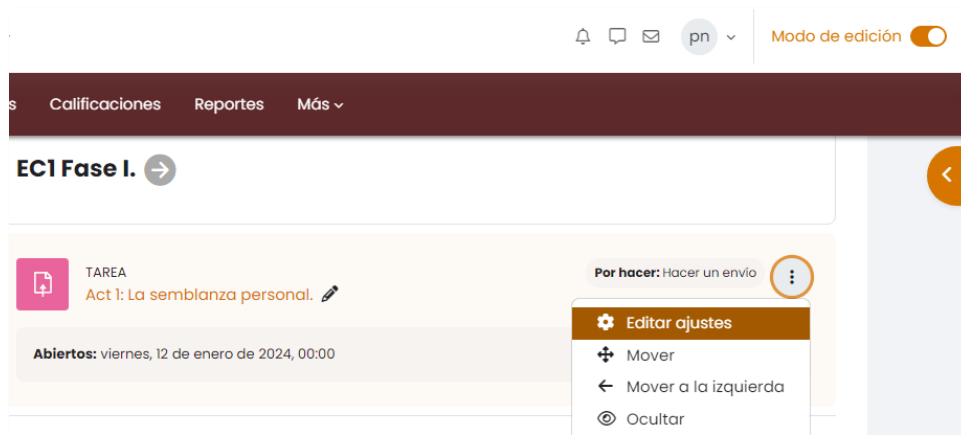 pn
Modo de edición
s Calificaciones Reportes Más
EC1 Fase I.
TAREA
Act 1: La semblanza personal.
Por hacer: Hacer un envío
Abiertos: viernes, 12 de enero de 2024, 00:00
Editar ajustes
Mover
Mover a la izquierda
Ocultar